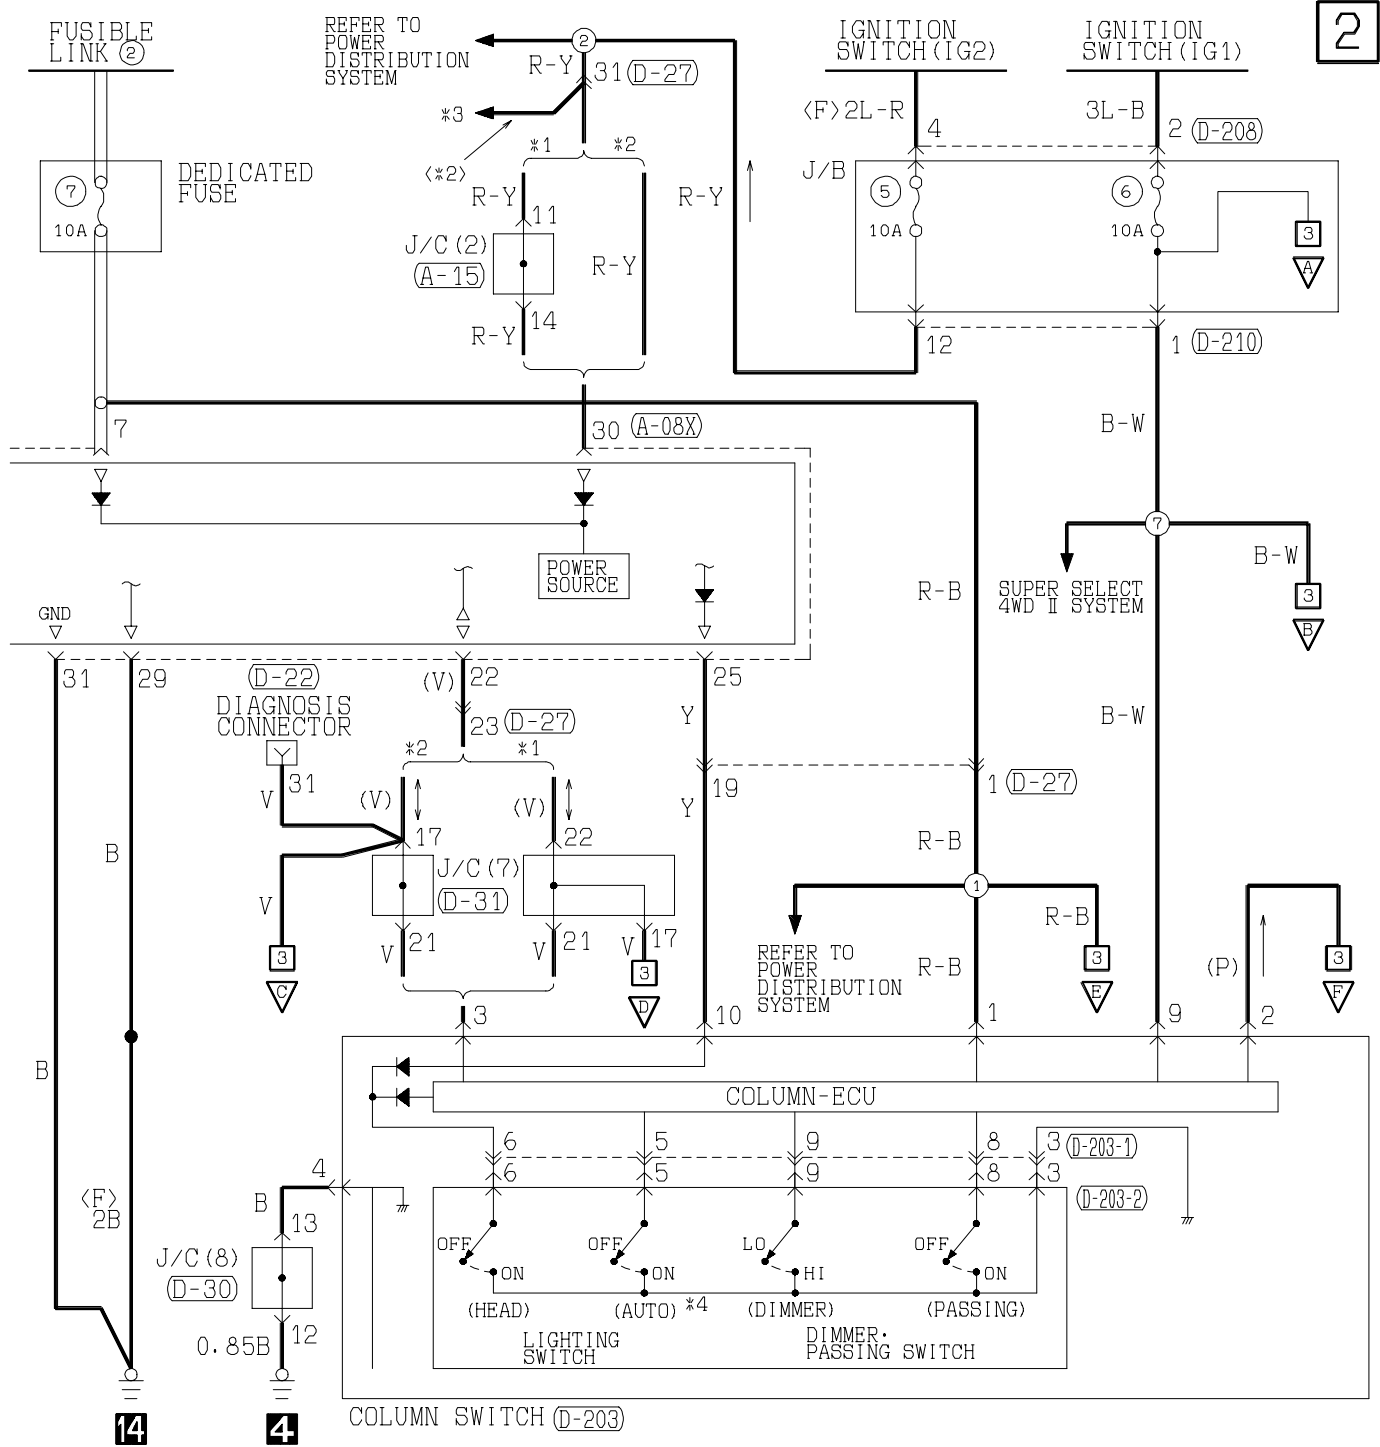 2
FUSIBLE
LINK ②
REFER TO
POWER
DISTRIBUTION
SYSTEM
②
R-Y
31 (D-27)
*3
<*2>
*1
*2
IGNITION
SWITCH(IG2)
IGNITION
SWITCH(IG1)
<F>2L-R
4
3L-B
2 (D-208)
DEDICATED
FUSE
⑦
10A
R-Y
11
J/C(2)
(A-15)
14
R-Y
R-Y
R-Y
J/B
⑤
10A
⑥
10A
3
A
12
1 (D-210)
7
30 (A-08X)
B-W
POWER
SOURCE
GND
⑦
SUPER SELECT
4WD Ⅱ SYSTEM
B-W
3
B
R-B
31
29
(D-22)
DIAGNOSIS
CONNECTOR
31
(V)
22
23 (D-27)
25
Y
B-W
*2
*1
V
(V)
(V)
17
22
19
Y
1 (D-27)
B
J/C(7)
(D-31)
R-B
①
V
V
21
V
21
V
17
3
C
3
D
REFER TO
POWER
DISTRIBUTION
SYSTEM
R-B
R-B
3
E
(P)
3
F
3
10
1
9
2
B
COLUMN-ECU
6
5
9
8
3 (D-203-1)
6
5
9
8
3
(D-203-2)
4
B
<F>
2B
13
J/C(8)
(D-30)
12
0.85B
OFF
ON
OFF
ON
LO
HI
OFF
ON
(HEAD)
(AUTO)*4
(DIMMER)
(PASSING)
LIGHTING
SWITCH
DIMMER·
PASSING SWITCH
14
4
COLUMN SWITCH (D-203)